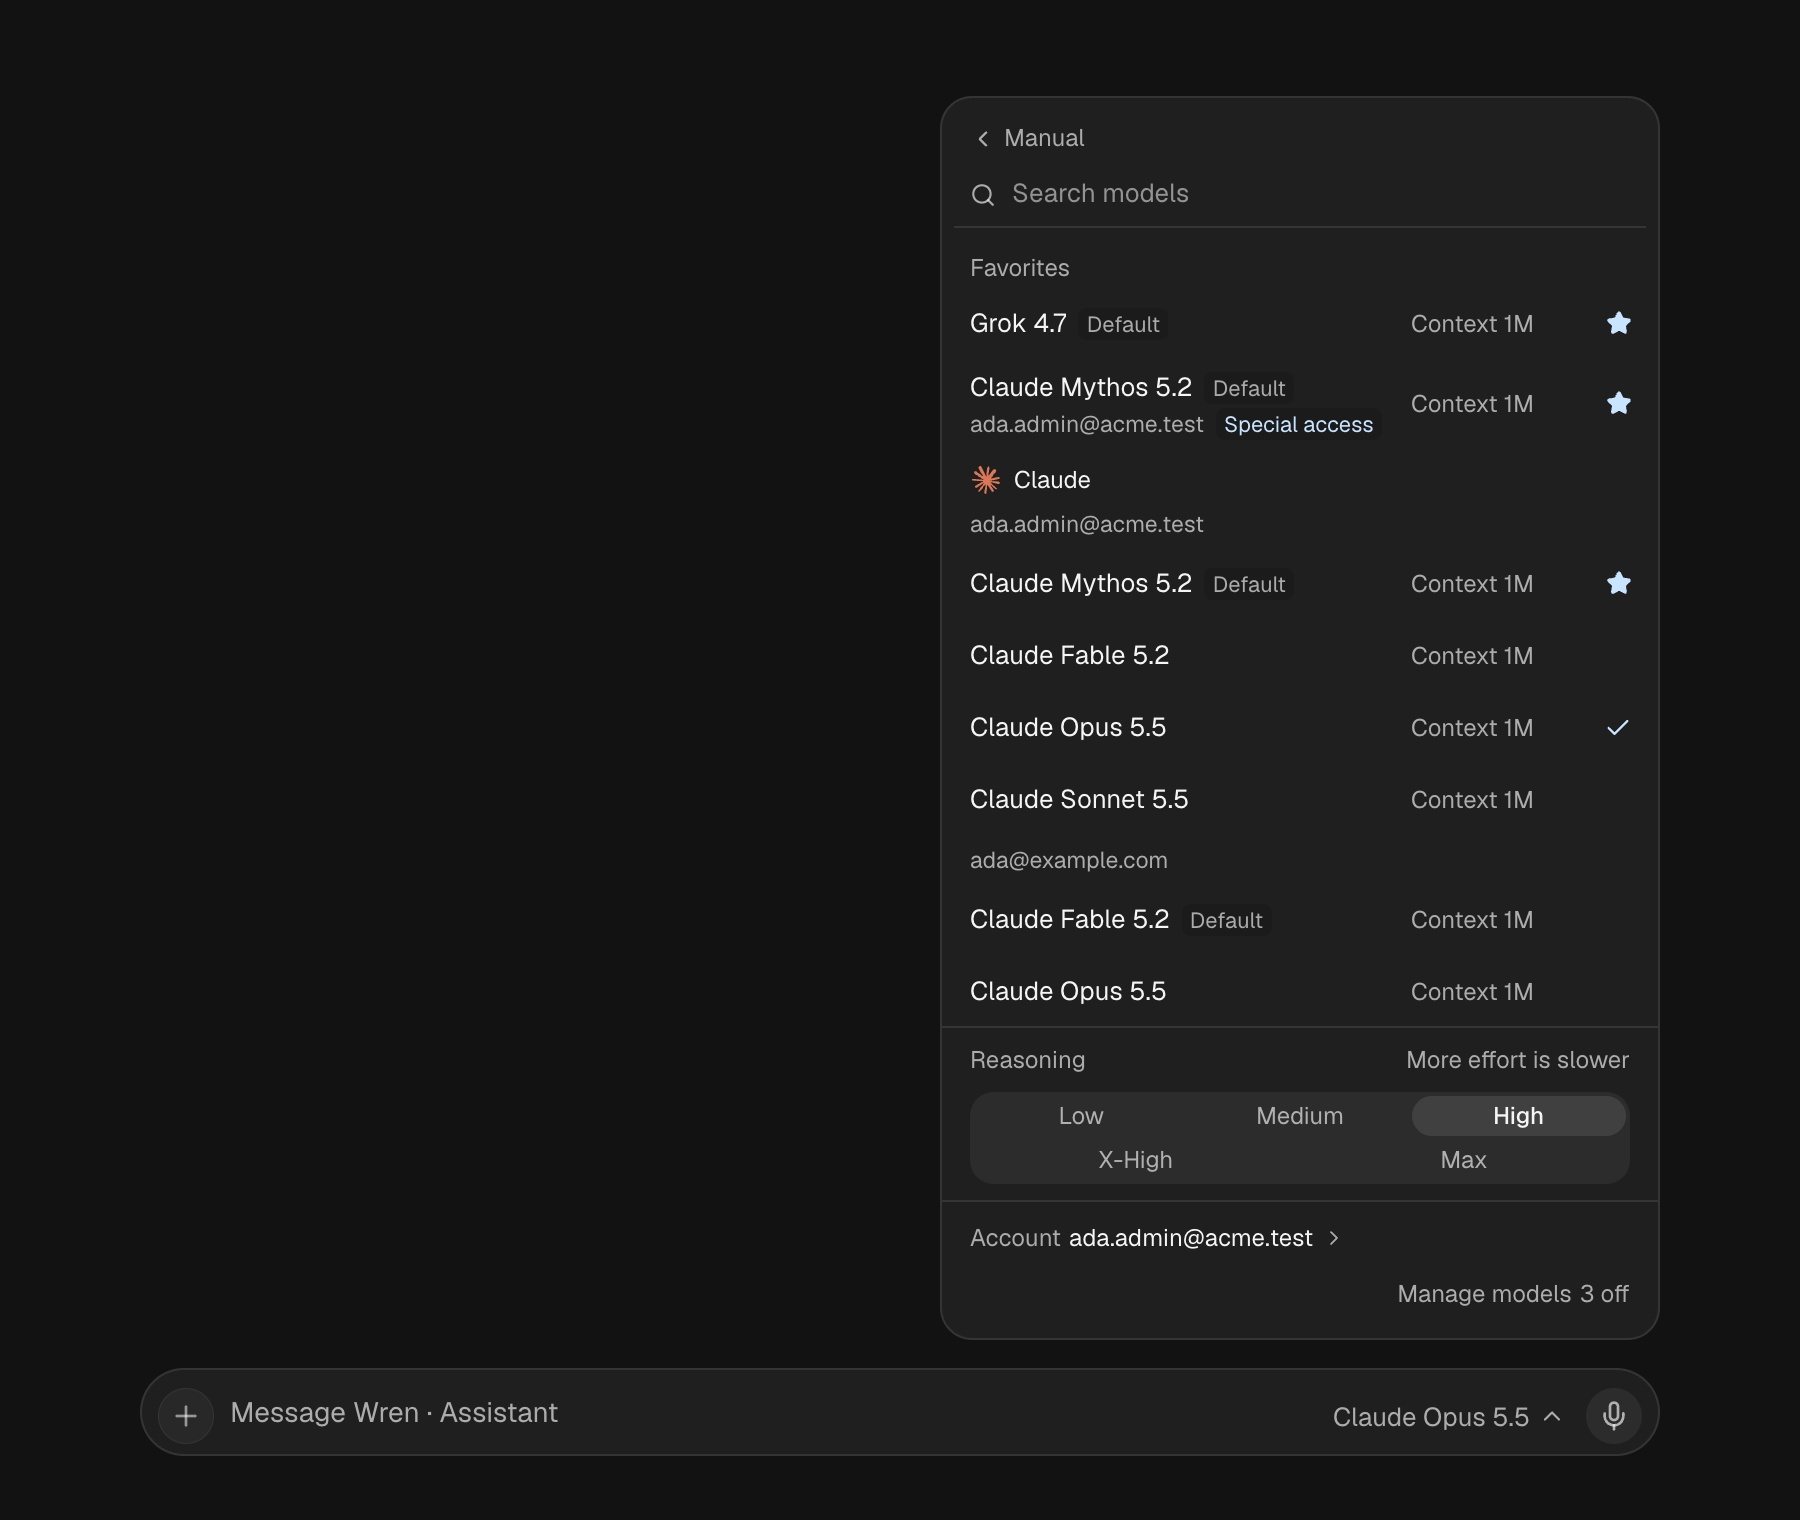 Manual
Search models
Favorites
Grok 4.7 Default Context 1M
Claude Mythos 5.2 Default
ada.admin@acme.test Special access Context 1M
Claude
ada.admin@acme.test
Claude Mythos 5.2 Default Context 1M
Claude Fable 5.2 Context 1M
Claude Opus 5.5 Context 1M
Claude Sonnet 5.5 Context 1M
ada@example.com
Claude Fable 5.2 Default Context 1M
Claude Opus 5.5 Context 1M
Reasoning More effort is slower
Low Medium High
X-High Max
Account ada.admin@acme.test
Manage models 3 off
Message Wren · Assistant Claude Opus 5.5